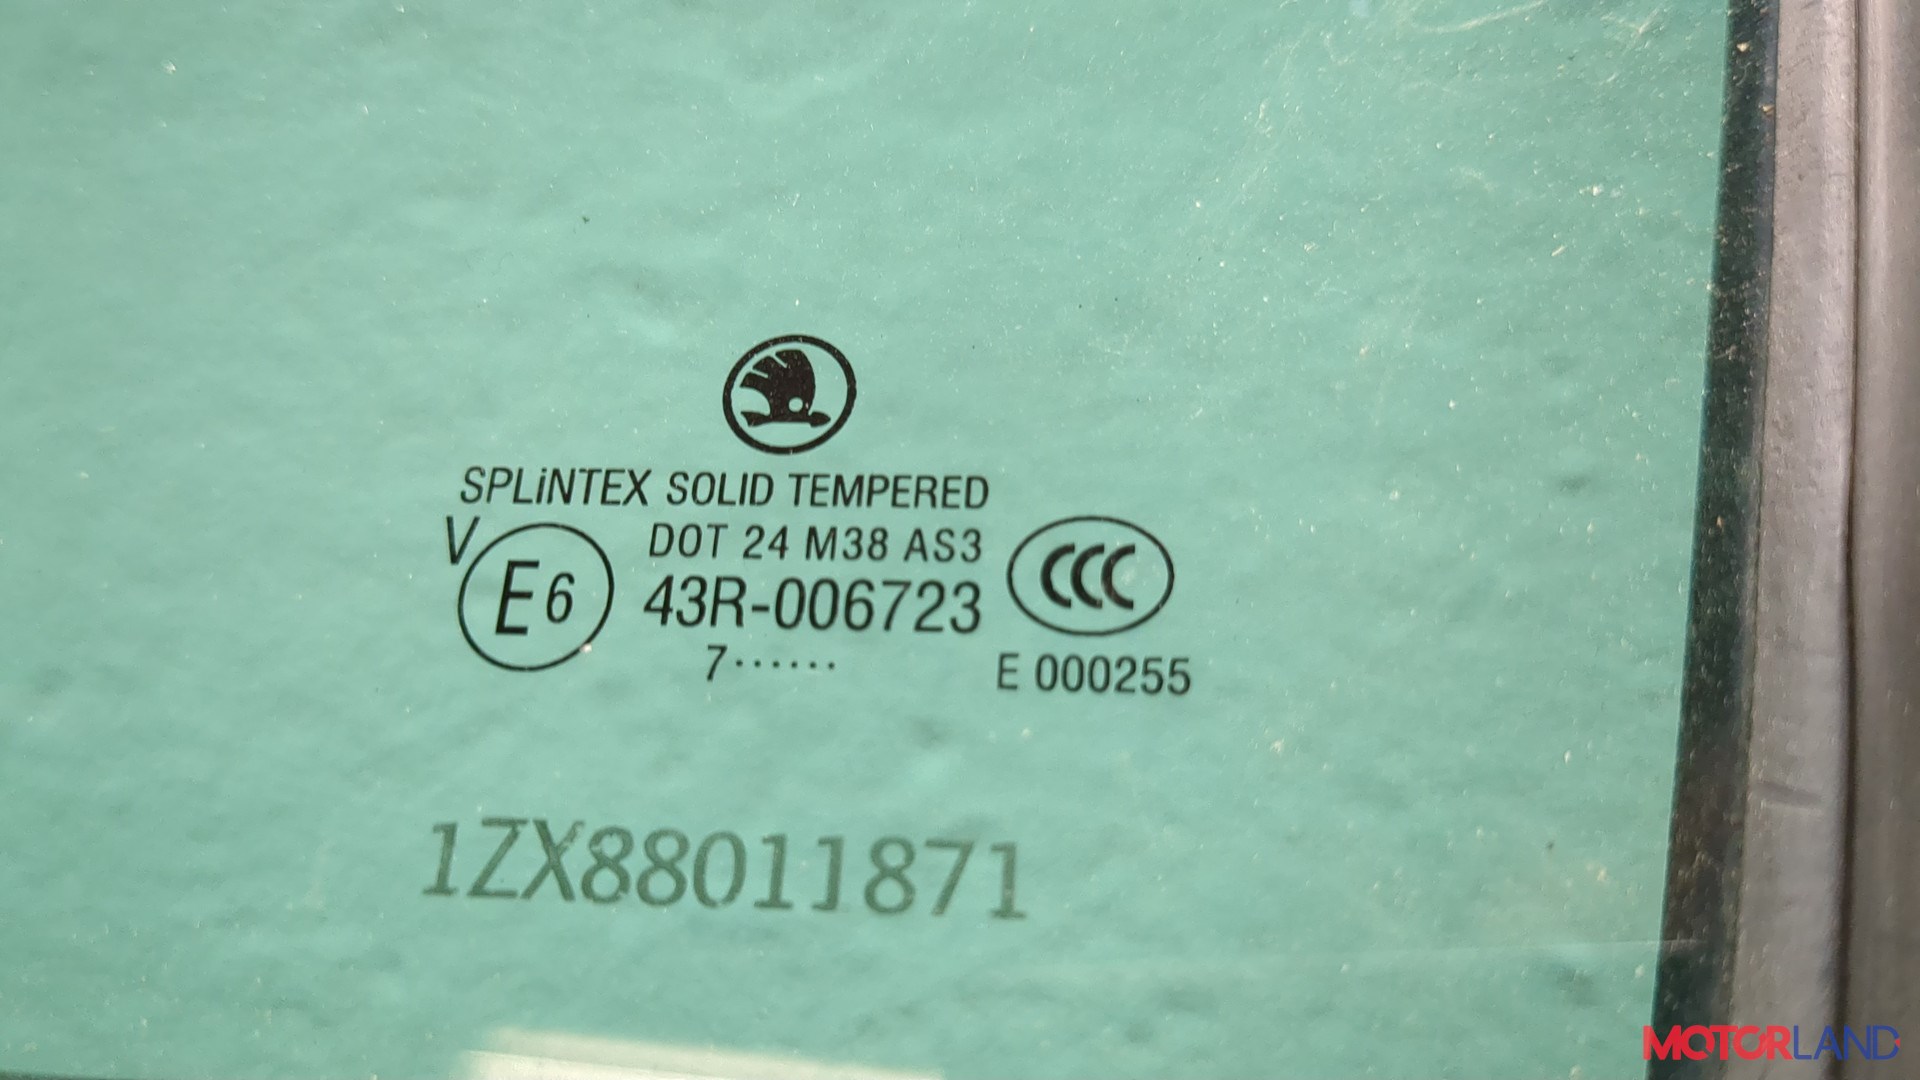 SPLiNTEX SOLID TEMPERED
V
E6
DOT 24 M38 AS3
43R-006723
7······
CCC
E 000255
1ZX88011871
MOTORLAND